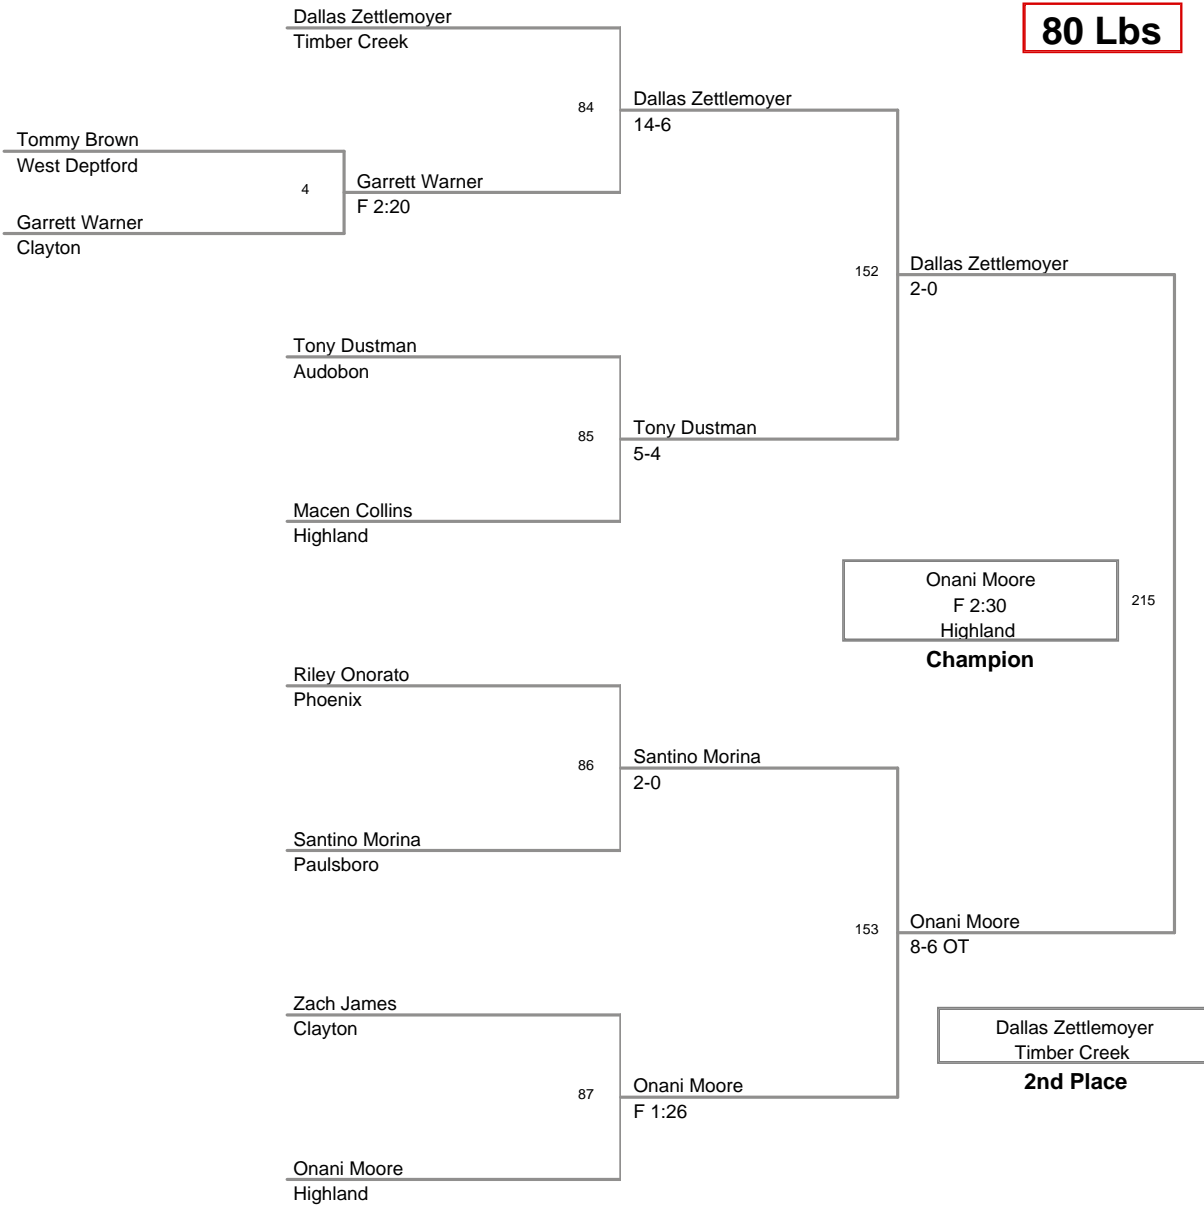 Dallas Zettlemoyer
Timber Creek
80 Lbs
84
Dallas Zettlemoyer
14-6
Tommy Brown
West Deptford
4
Garrett Warner
F 2:20
Garrett Warner
Clayton
152
Dallas Zettlemoyer
2-0
Tony Dustman
Audobon
85
Tony Dustman
5-4
Macen Collins
Highland
Onani Moore
F 2:30
Highland
Champion
215
Riley Onorato
Phoenix
86
Santino Morina
2-0
Santino Morina
Paulsboro
153
Onani Moore
8-6 OT
Zach James
Clayton
Dallas Zettlemoyer
Timber Creek
2nd Place
87
Onani Moore
F 1:26
Onani Moore
Highland